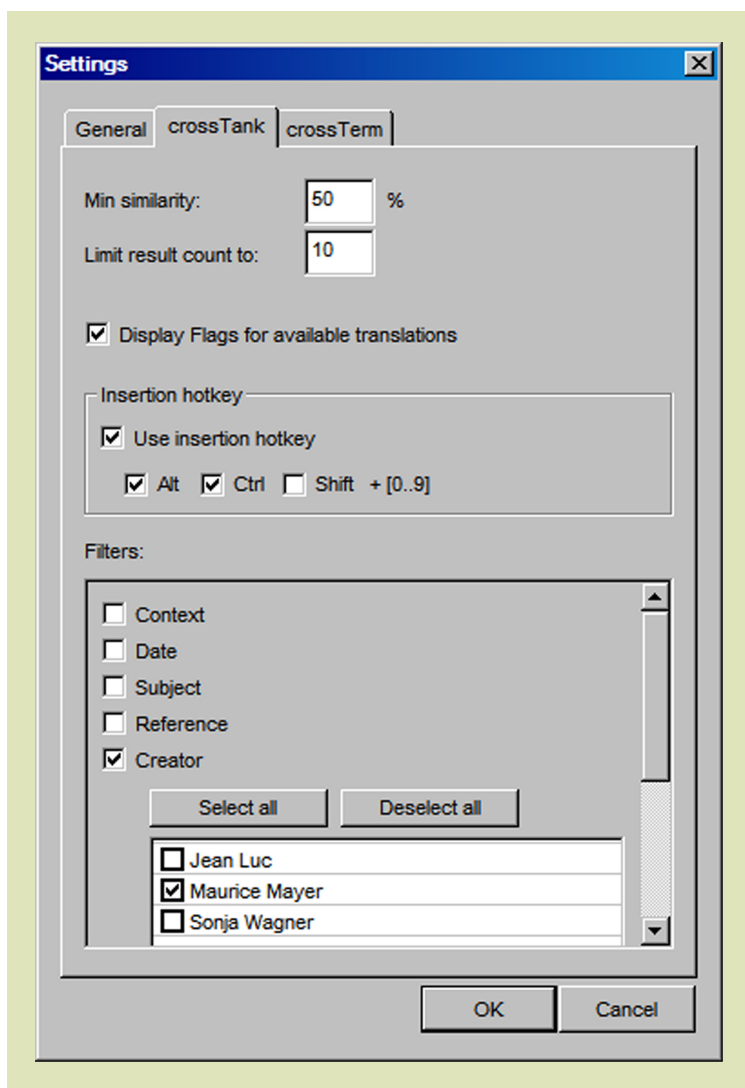 Settings
General crossTank crossTerm
Min similarity: 50 %
Limit result count to: 10
Display Flags for available translations
Insertion hotkey
Use insertion hotkey
Alt Ctrl Shift + [0..9]
Filters:
Context
Date
Subject
Reference
Creator
Select all Deselect all
Jean Luc
Maurice Mayer
Sonja Wagner
OK Cancel